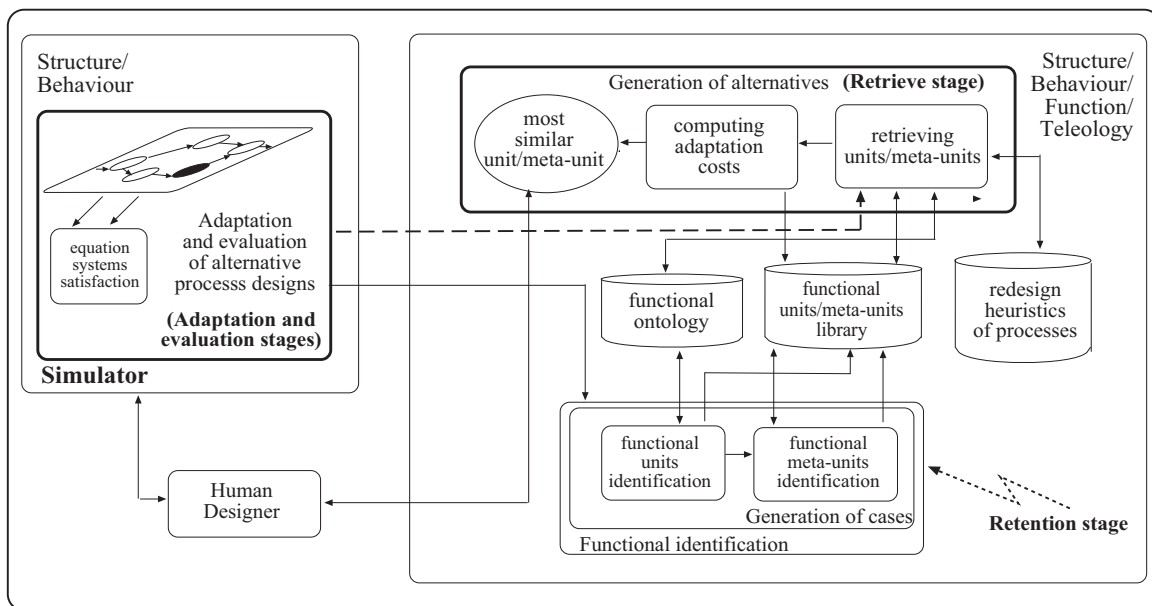 Structure/
Behaviour
equation
systems
satisfaction
Adaptation
and evaluation
of alternative
processs designs
(Adaptation and
evaluation stages)
Simulator
Human
Designer
Structure/
Behaviour/
Function/
Teleology
Generation of alternatives (Retrieve stage)
most
similar
unit/meta-unit
computing
adaptation
costs
retrieving
units/meta-units
functional
ontology
functional
units/meta-units
library
redesign
heuristics
of processes
functional
units
identification
functional
meta-units
identification
Generation of cases
Functional identification
Retention stage